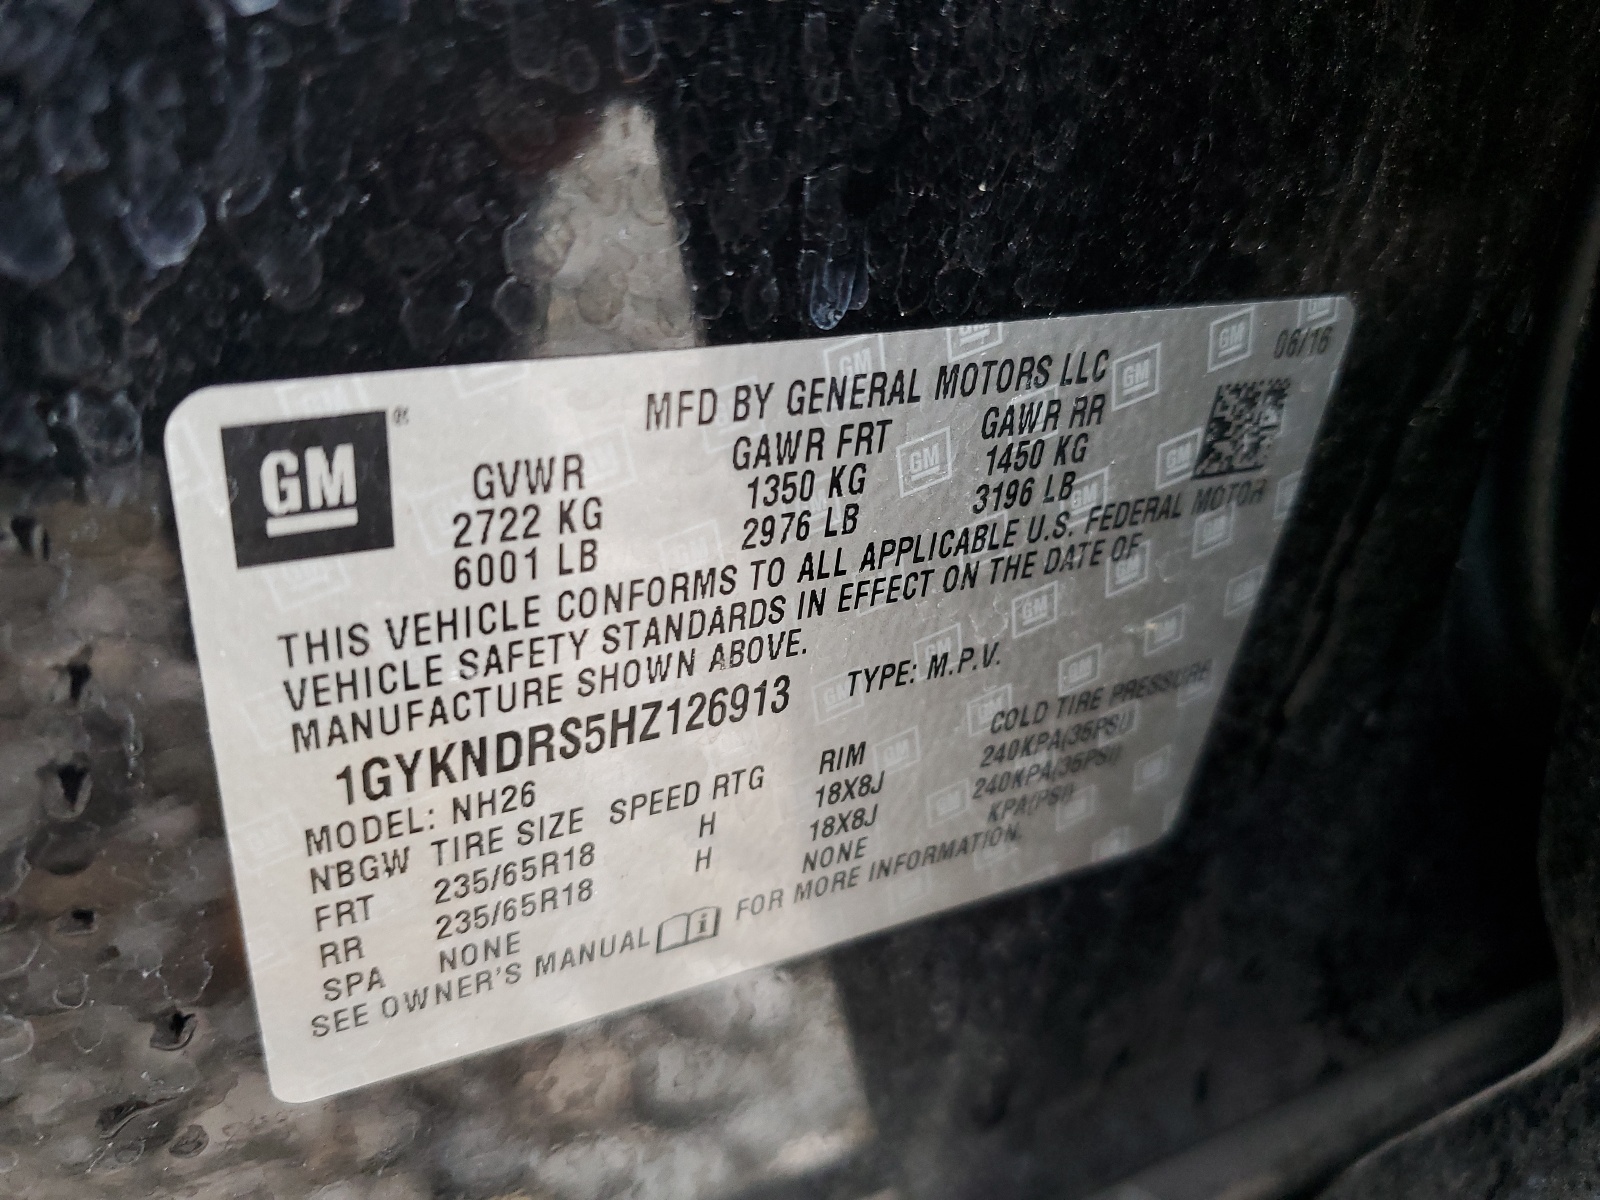 06/16
MFD BY GENERAL MOTORS LLC
GM®
GVWR GAWR FRT GAWR RR
2722 KG 1350 KG 1450 KG
6001 LB 2976 LB 3196 LB
THIS VEHICLE CONFORMS TO ALL APPLICABLE U.S. FEDERAL MOTOR
VEHICLE SAFETY STANDARDS IN EFFECT ON THE DATE OF
MANUFACTURE SHOWN ABOVE.
1GYKNDRS5HZ126913 TYPE: M.P.V.
MODEL: NH26
NBGW TIRE SIZE SPEED RTG RIM COLD TIRE PRESSURE
FRT 235/65R18 H 18X8J 240KPA(35PSI)
RR 235/65R18 H 18X8J 240KPA(35PSI)
SPA NONE NONE KPA(PSI)
SEE OWNER'S MANUAL FOR MORE INFORMATION.